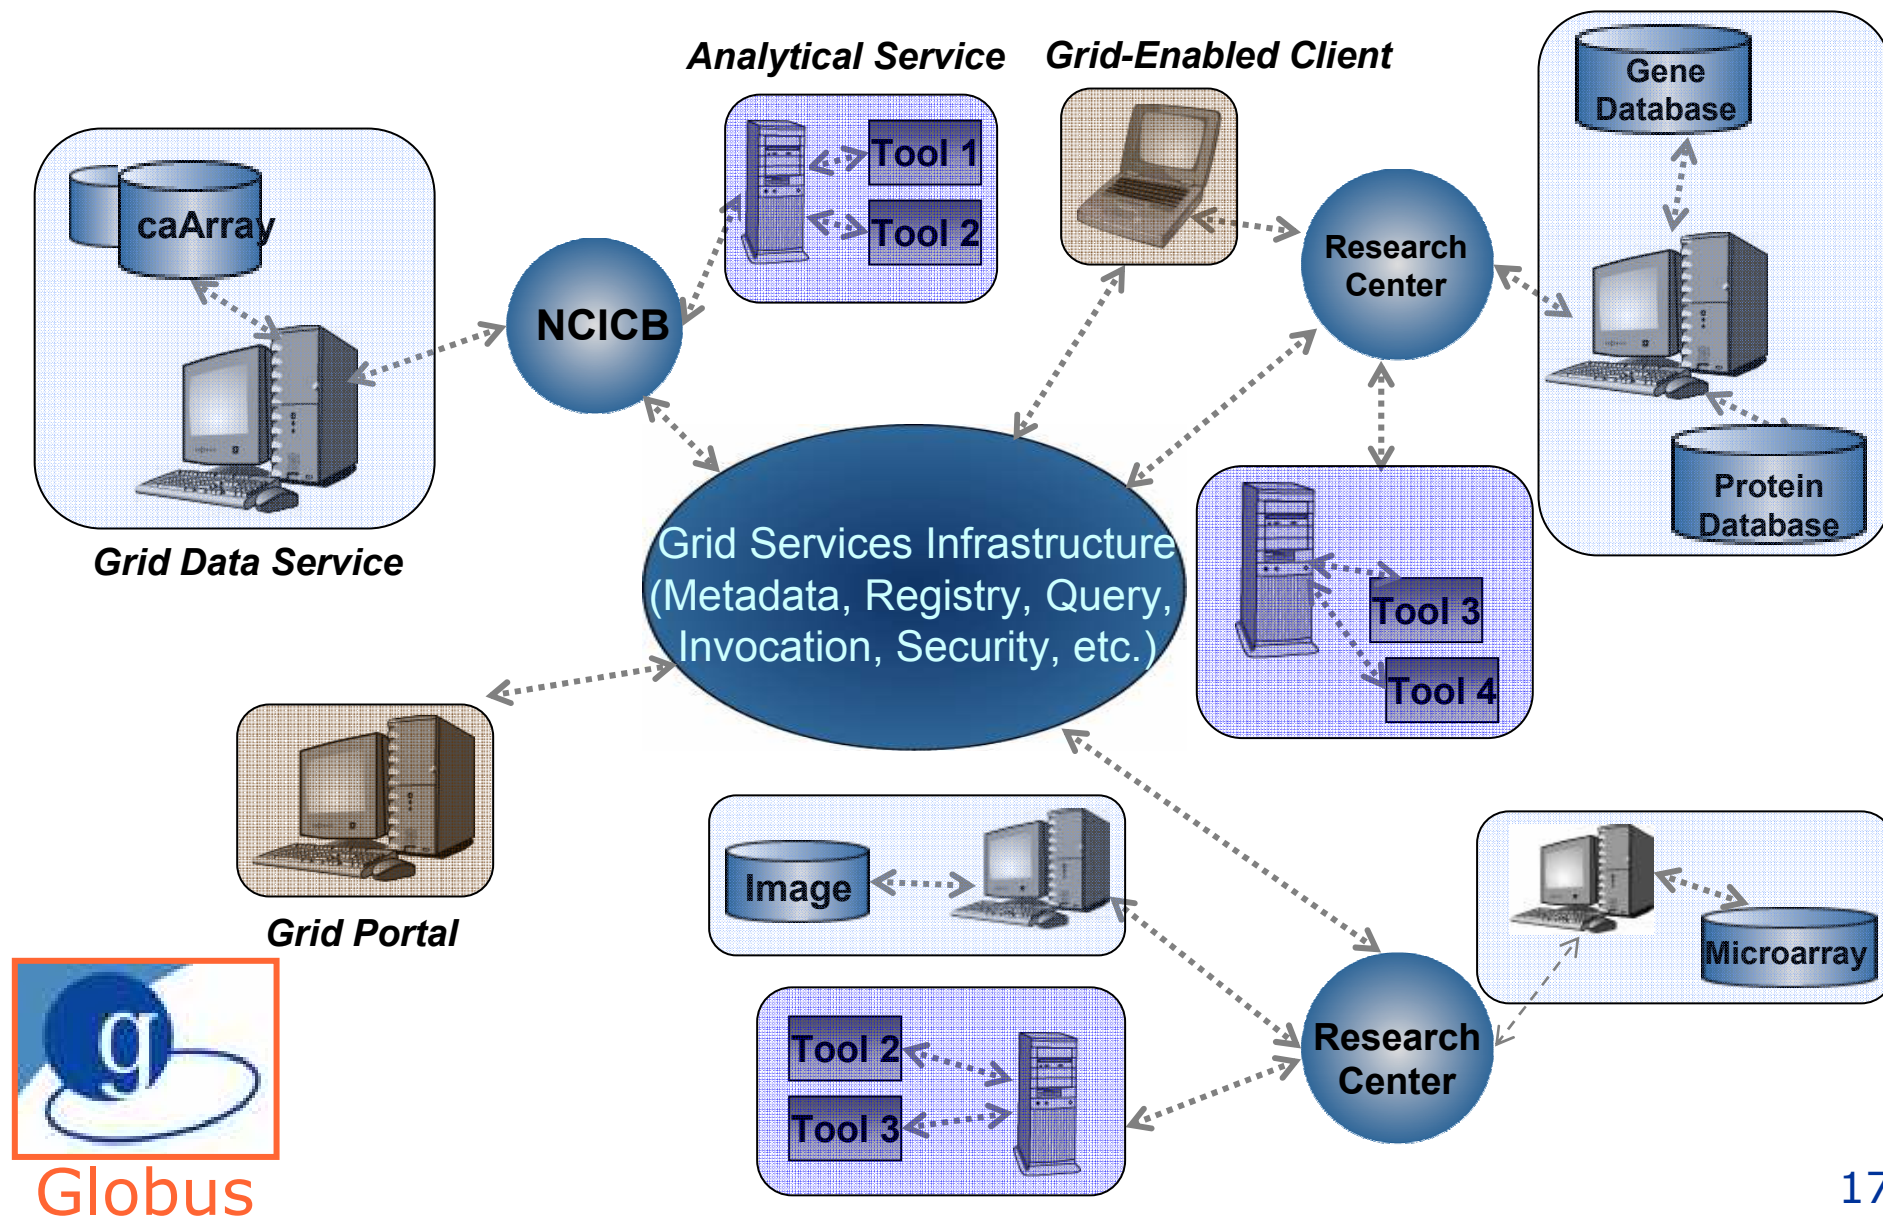 Analytical Service
Grid-Enabled Client
Gene
Database
Tool 1
Tool 2
caArray
Research
Center
NCICB
Protein
Database
Grid Data Service
Grid Services Infrastructure
(Metadata, Registry, Query,
Invocation, Security, etc.)
Tool 3
Tool 4
Grid Portal
Image
Microarray
Research
Center
Tool 2
Tool 3
g
Globus
17